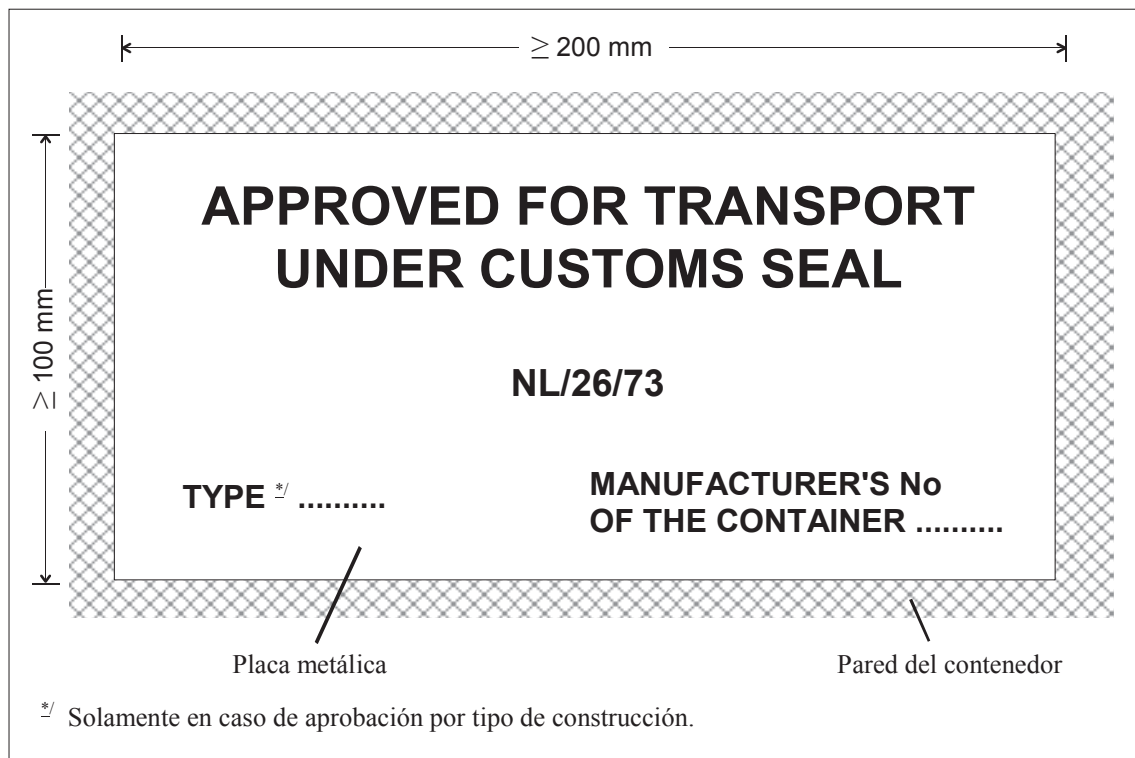 ≥ 200 mm
≥ 100 mm
APPROVED FOR TRANSPORT
UNDER CUSTOMS SEAL
NL/26/73
TYPE */ ..........
MANUFACTURER'S No
OF THE CONTAINER ..........
Placa metálica
Pared del contenedor
*/ Solamente en caso de aprobación por tipo de construcción.